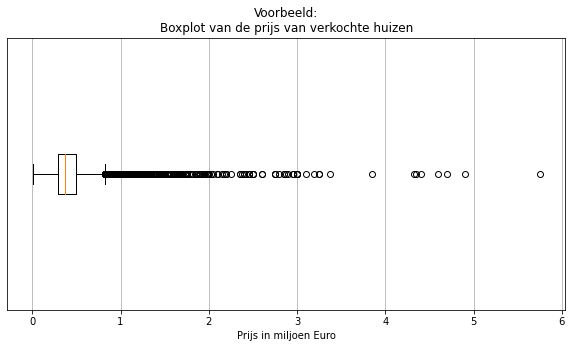 Voorbeeld:
Boxplot van de prijs van verkochte huizen
0 1 2 3 4 5 6
Prijs in miljoen Euro